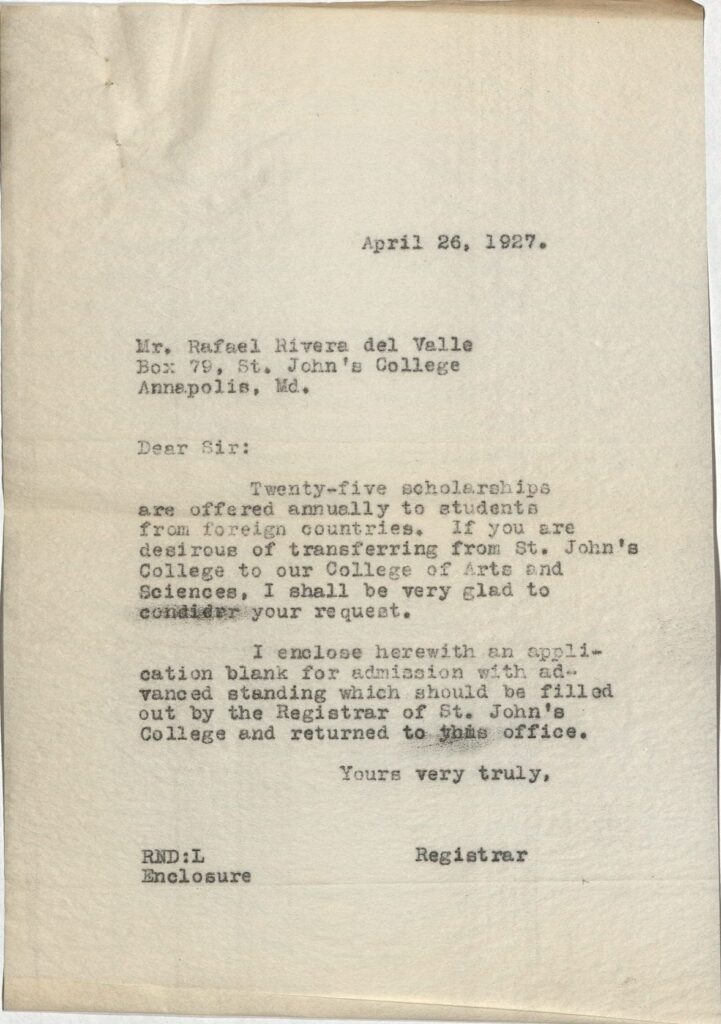 April 26, 1927.
Mr. Rafael Rivera del Valle
Box 79, St. John's College
Annapolis, Md.
Dear Sir:
Twenty-five scholarships
are offered annually to students
from foreign countries. If you are
desirous of transferring from St. John's
College to our College of Arts and
Sciences, I shall be very glad to
condider your request.
I enclose herewith an appli-
cation blank for admission with ad-
vanced standing which should be filled
out by the Registrar of St. John's
College and returned to this office.
Yours very truly,
RND:L Registrar
Enclosure